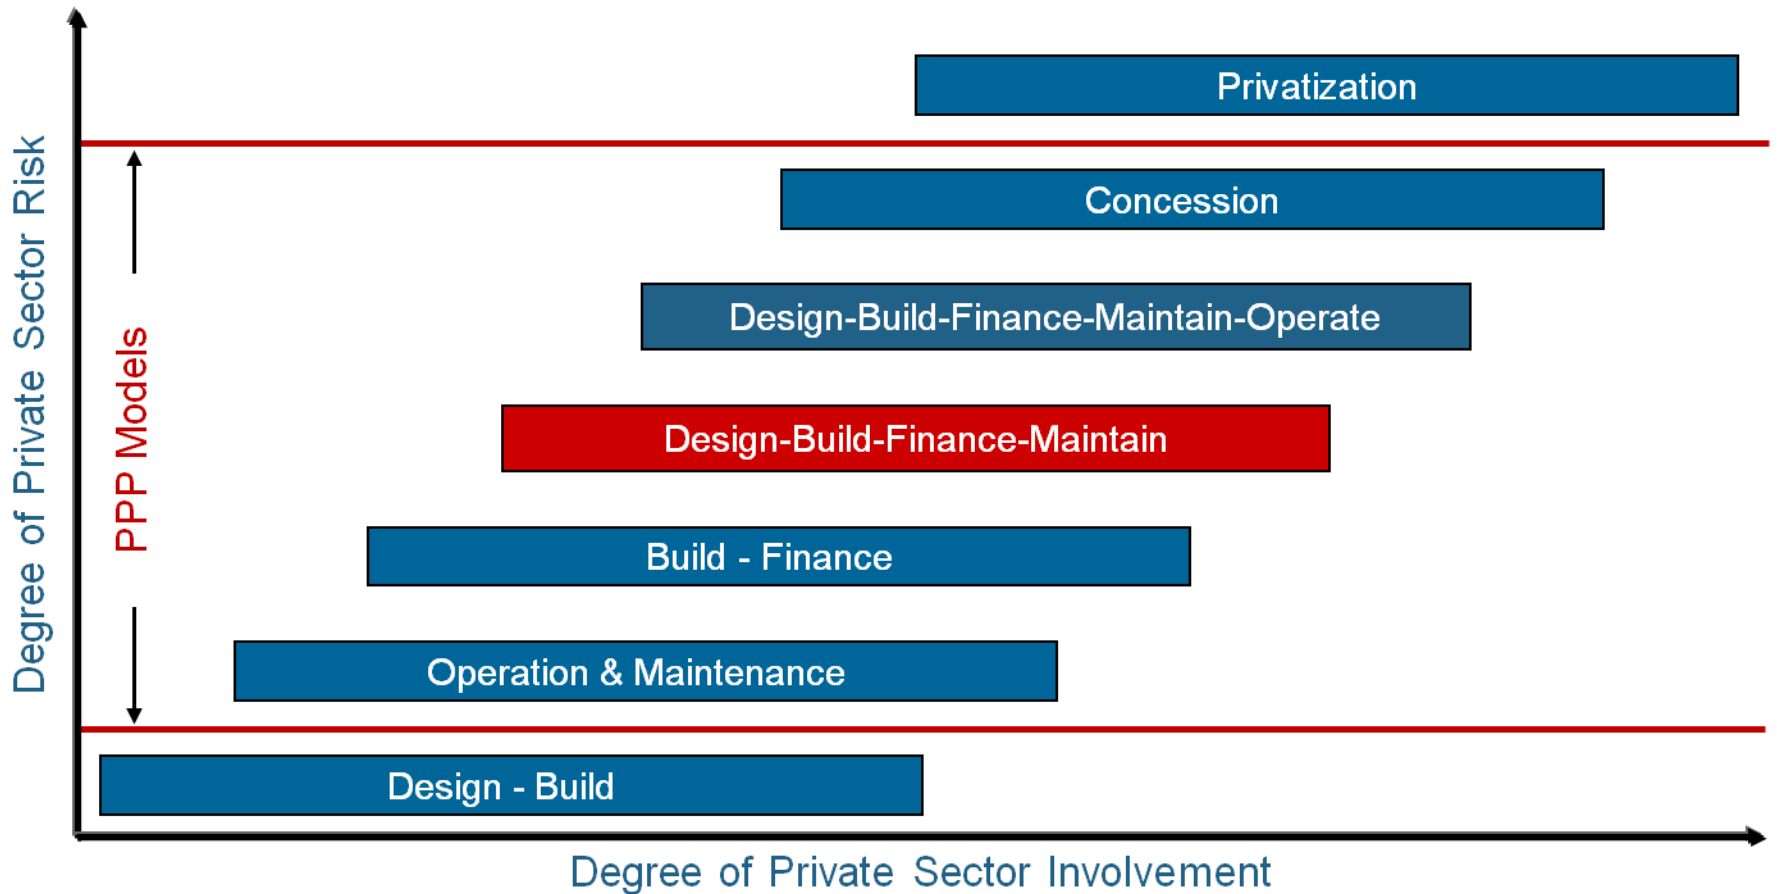 Privatization
Concession
Design-Build-Finance-Maintain-Operate
Design-Build-Finance-Maintain
Build - Finance
Operation & Maintenance
Design - Build
PPP Models
Degree of Private Sector Risk
Degree of Private Sector Involvement